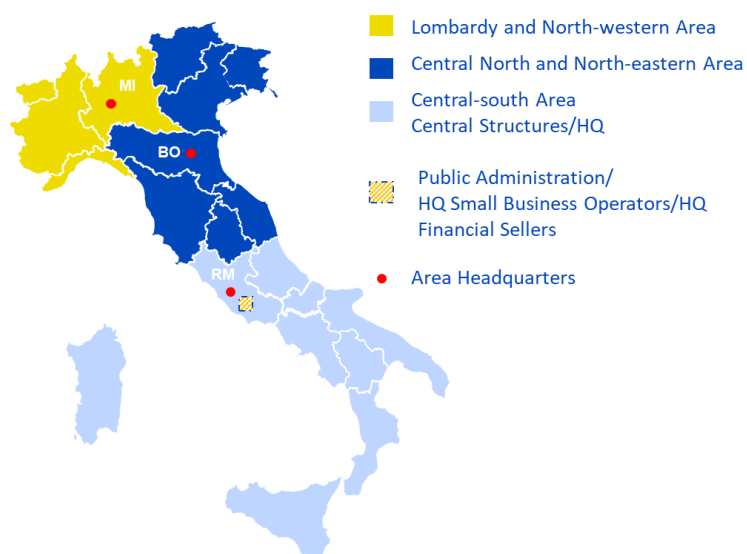 Lombardy and North-western Area
Central North and North-eastern Area
Central-south Area
Central Structures/HQ
Public Administration/
HQ Small Business Operators/HQ
Financial Sellers
Area Headquarters
MI
BO
RM